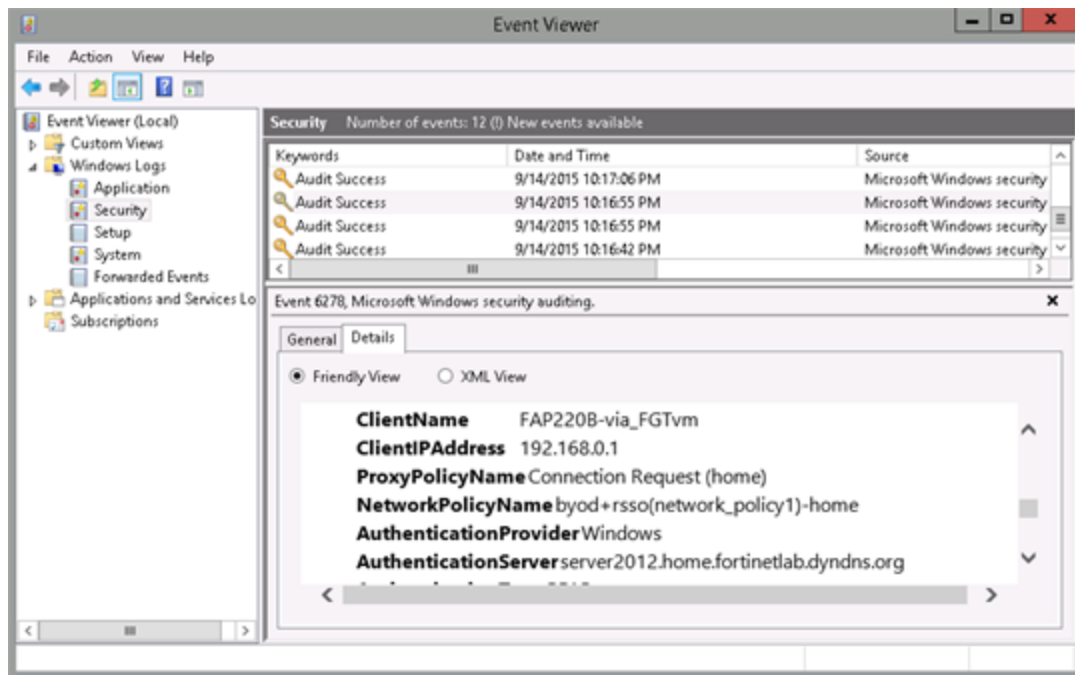 Event Viewer
File Action View Help
Event Viewer (Local)
Custom Views
Windows Logs
Application
Security
Setup
System
Forwarded Events
Applications and Services Lo
Subscriptions
Security Number of events: 12 (!) New events available
Keywords Date and Time Source
Audit Success 9/14/2015 10:17:06 PM Microsoft Windows security
Audit Success 9/14/2015 10:16:55 PM Microsoft Windows security
Audit Success 9/14/2015 10:16:55 PM Microsoft Windows security
Audit Success 9/14/2015 10:16:42 PM Microsoft Windows security
Event 6278, Microsoft Windows security auditing.
General Details
Friendly View XML View
ClientName FAP220B-via_FGTvm
ClientIPAddress 192.168.0.1
ProxyPolicyName Connection Request (home)
NetworkPolicyName byod+rsso(network_policy1)-home
AuthenticationProvider Windows
AuthenticationServer server2012.home.fortinetlab.dyndns.org